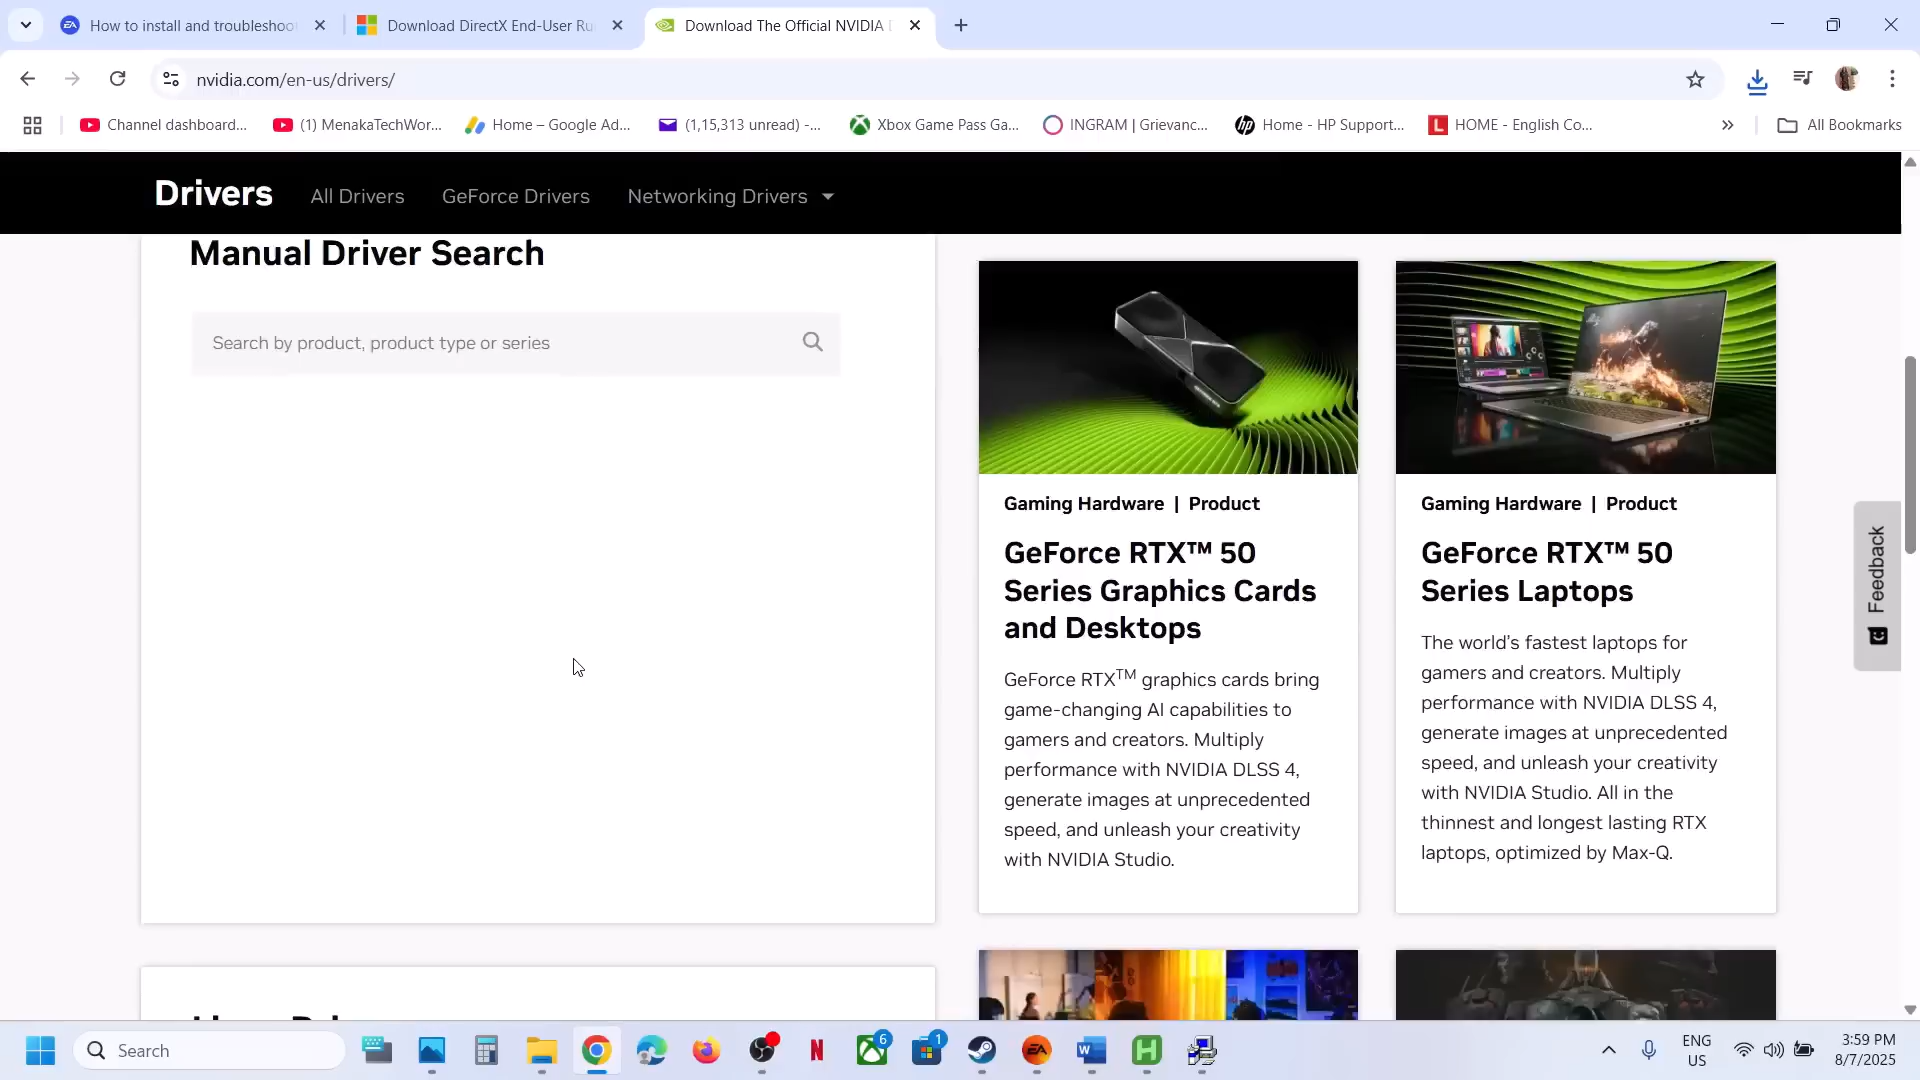 How to install and troubleshoo
Download DirectX End-User Ru
Download The Official NVIDIA
nvidia.com/en-us/drivers/
Channel dashboard...
(1) MenakaTechWor...
Home – Google Ad...
(1,15,313 unread) -...
Xbox Game Pass Ga...
INGRAM | Grievanc...
Home - HP Support...
HOME - English Co...
All Bookmarks
Drivers
All Drivers
GeForce Drivers
Networking Drivers
Manual Driver Search
Search by product, product type or series
Gaming Hardware | Product
GeForce RTX™ 50
Series Graphics Cards
and Desktops
GeForce RTX™ graphics cards bring
game-changing AI capabilities to
gamers and creators. Multiply
performance with NVIDIA DLSS 4,
generate images at unprecedented
speed, and unleash your creativity
with NVIDIA Studio.
Gaming Hardware | Product
GeForce RTX™ 50
Series Laptops
The world's fastest laptops for
gamers and creators. Multiply
performance with NVIDIA DLSS 4,
generate images at unprecedented
speed, and unleash your creativity
with NVIDIA Studio. All in the
thinnest and longest lasting RTX
laptops, optimized by Max-Q.
Feedback
Search
6
1
ENG
US
3:59 PM
8/7/2025